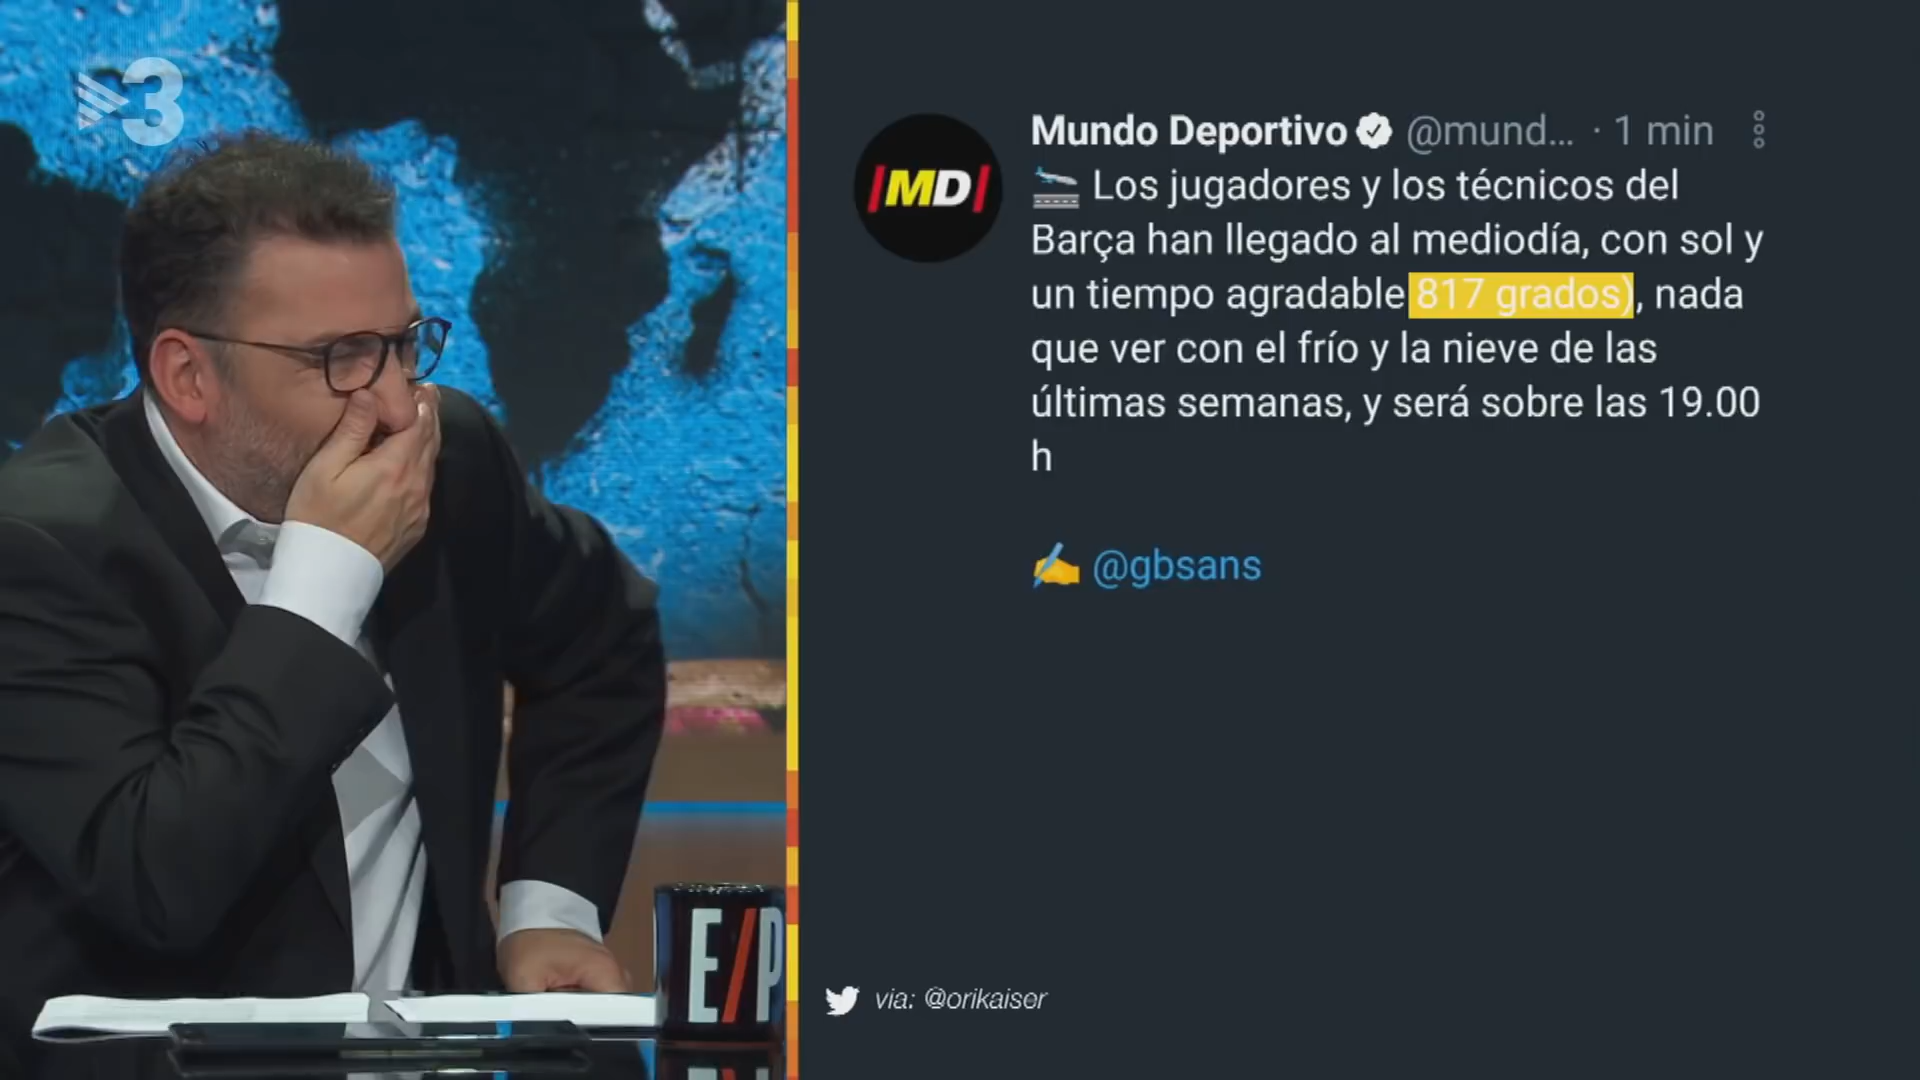 3
Mundo Deportivo @mund... · 1 min
|MD|
Los jugadores y los técnicos del
Barça han llegado al mediodía, con sol y
un tiempo agradable 817 grados), nada
que ver con el frío y la nieve de las
últimas semanas, y será sobre las 19.00
h
@gbsans
E/P
via: @orikaiser